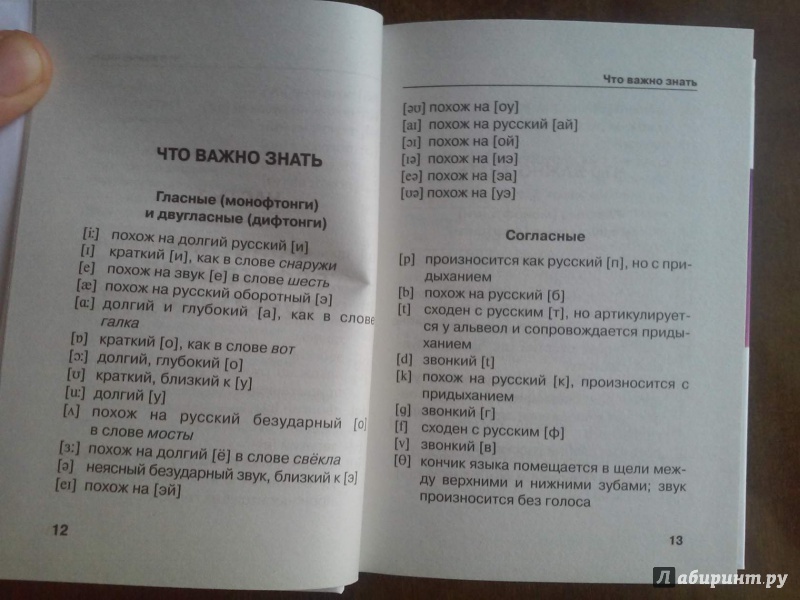 ЧТО ВАЖНО ЗНАТЬ
Гласные (монофтонги)
и двугласные (дифтонги)
[iː] похож на долгий русский [и]
[ɪ] краткий [и], как в слове снаружи
[e] похож на звук [е] в слове шесть
[æ] похож на русский оборотный [э]
[ɑː] долгий и глубокий [а], как в слове
галка
[ɒ] краткий [о], как в слове вот
[ɔː] долгий, глубокий [о]
[ʊ] краткий, близкий к [у]
[uː] долгий [у]
[ʌ] похож на русский безударный [о]
в слове мосты
[ɜː] похож на долгий [ё] в слове свёкла
[ə] неясный безударный звук, близкий к [э]
[eɪ] похож на [эй]
12
Что важно знать
[əʊ] похож на [оу]
[aɪ] похож на русский [ай]
[ɔɪ] похож на [ой]
[ɪə] похож на [иэ]
[eə] похож на [эа]
[ʊə] похож на [уэ]
Согласные
[p] произносится как русский [п], но с при-
дыханием
[b] похож на русский [б]
[t] сходен с русским [т], но артикулирует-
ся у альвеол и сопровождается приды-
ханием
[d] звонкий [t]
[k] похож на русский [к], произносится с
придыханием
[g] звонкий [г]
[f] сходен с русским [ф]
[v] звонкий [в]
[θ] кончик языка помещается в щели меж-
ду верхними и нижними зубами; звук
произносится без голоса
13
Лабиринт.ру